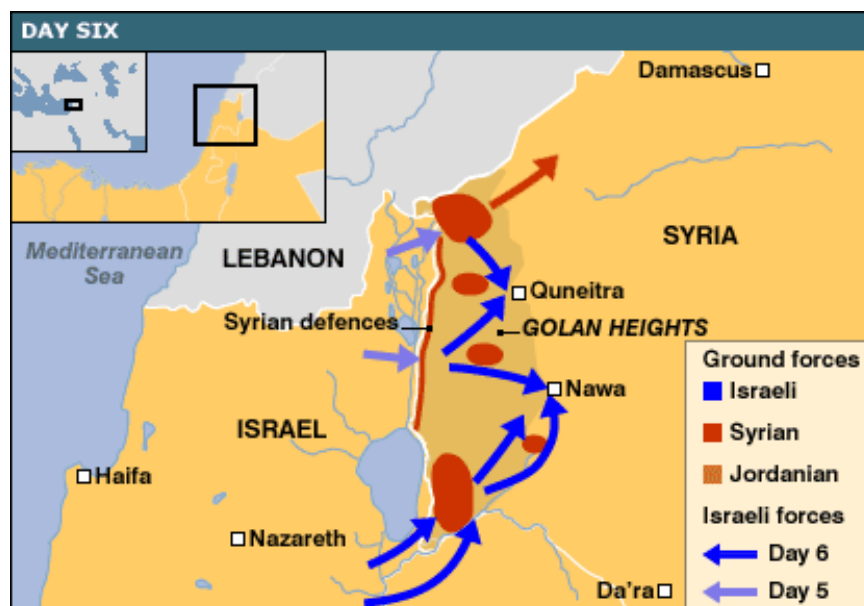 DAY SIX
Damascus
Mediterranean
Sea
LEBANON
SYRIA
Quneitra
Syrian defences
GOLAN HEIGHTS
Nawa
ISRAEL
Haifa
Nazareth
Da'ra
Ground forces
Israeli
Syrian
Jordanian
Israeli forces
Day 6
Day 5